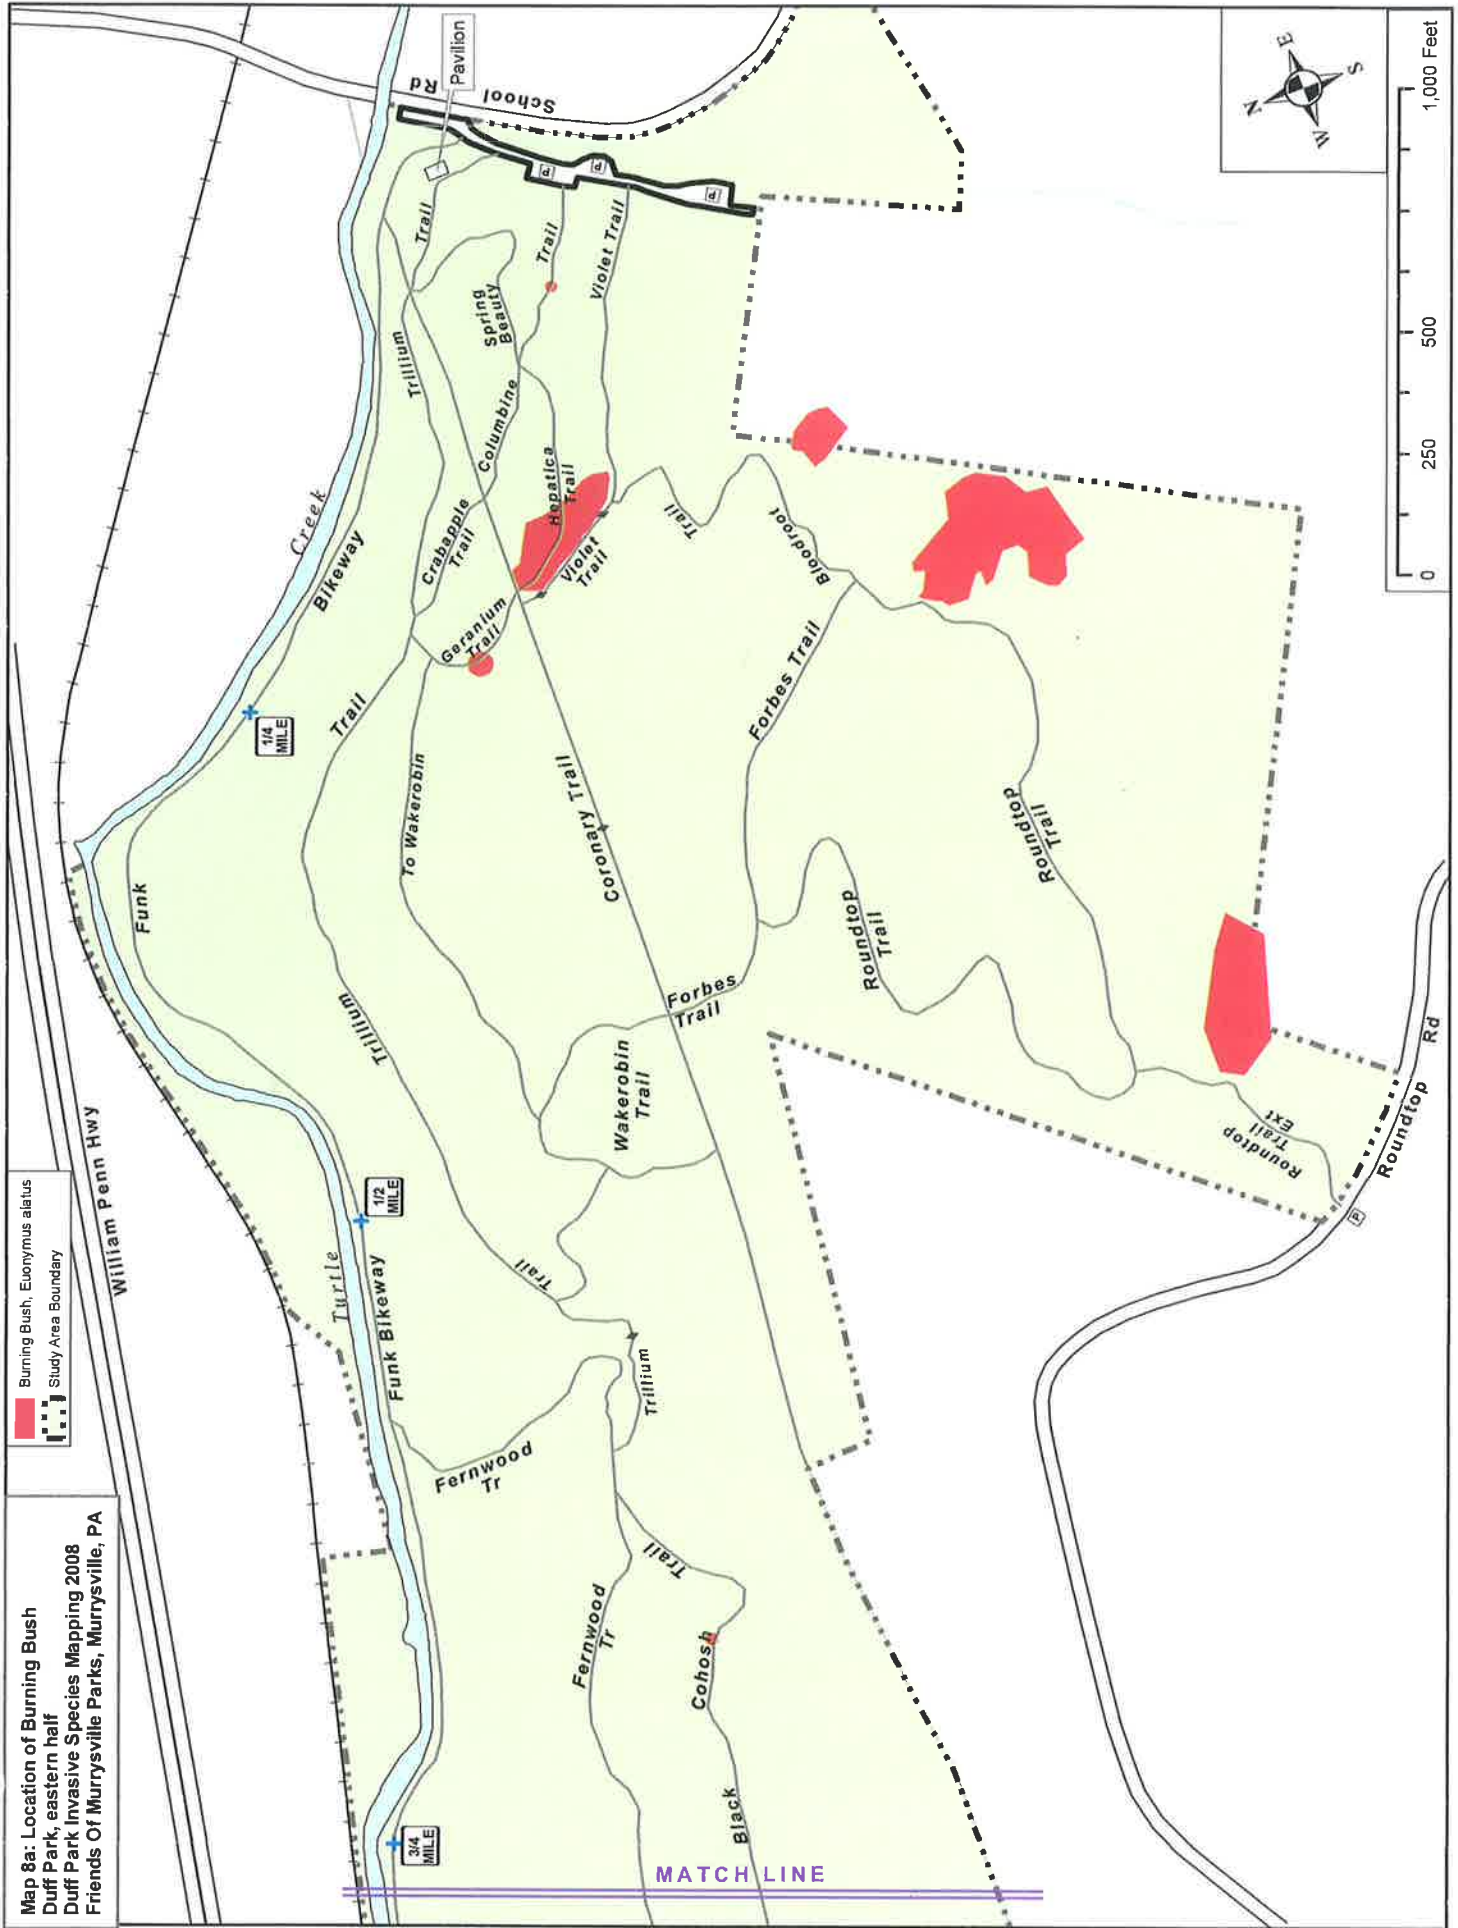 Map 8a: Location of Burning Bush
Duff Park, eastern half
Duff Park Invasive Species Mapping 2008
Friends Of Murrysville Parks, Murrysville, PA
Burning Bush, Euonymus alatus
Study Area Boundary
William Penn Hwy
3/4
MILE
1/2
MILE
1/4
MILE
Turtle
Creek
Funk Bikeway
Funk
Bikeway
School
Rd
Pavilion
Trail
Trillium
Spring
Beauty
Trail
Columbine
Violet Trail
Hepatica
Trail
Crabapple
Trail
Violet
Trail
Geranium
Trail
Trail
Trillium
Trail
Trillium
To Wakerobin
Coronary Trail
Wakerobin
Trail
Forbes
Trail
Forbes Trail
Trail
Bloodroot
Roundtop
Trail
Roundtop
Trail
Roundtop
Trail
Ext
Roundtop
Rd
P
P
P
P
Fernwood
Tr
Fernwood
Tr
Trail
Cohosh
Black
MATCH LINE
N
E
S
W
0
250
500
1,000 Feet